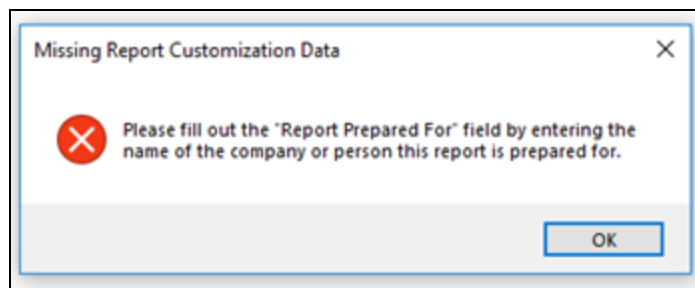 Missing Report Customization Data
Please fill out the "Report Prepared For" field by entering the
name of the company or person this report is prepared for.
OK